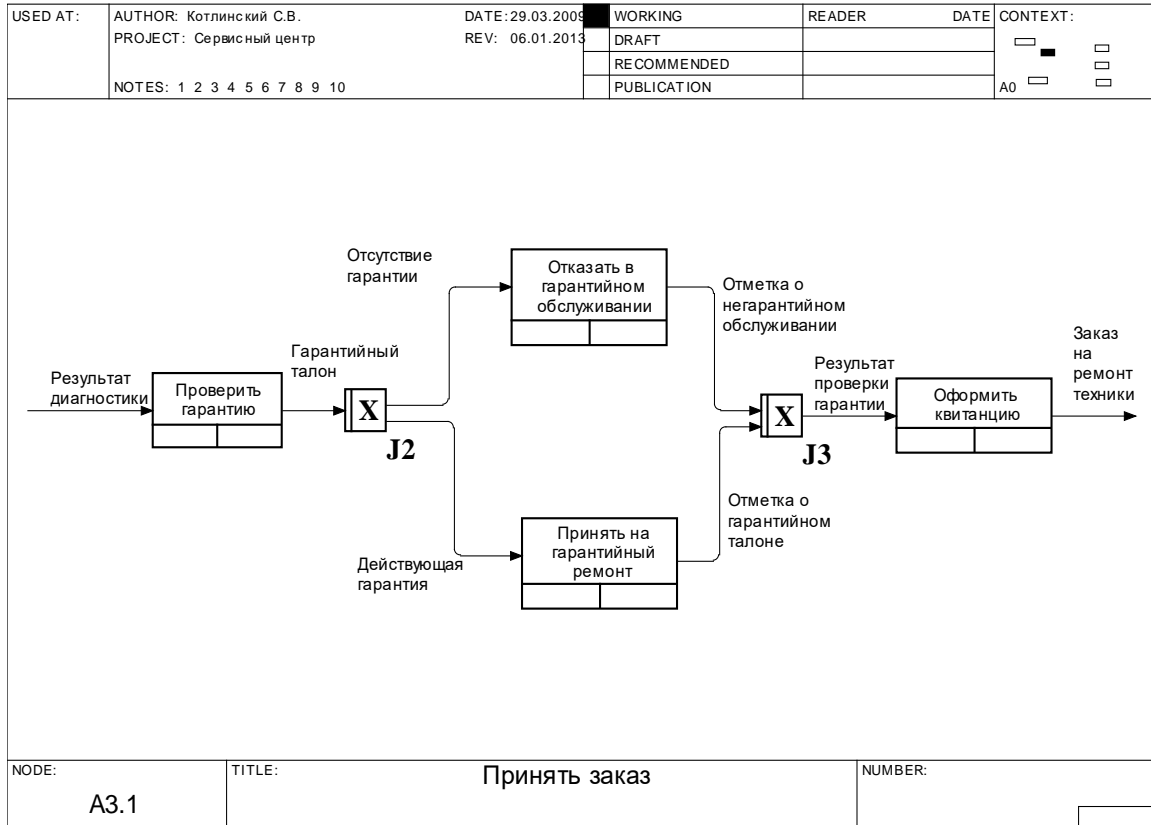 USED AT:
AUTHOR: Котлинский С.В.
DATE: 29.03.2009
PROJECT: Сервисный центр
REV: 06.01.2013
NOTES: 1 2 3 4 5 6 7 8 9 10
WORKING
DRAFT
RECOMMENDED
PUBLICATION
READER
DATE
CONTEXT:
A0
Результат
диагностики
Проверить
гарантию
Гарантийный
талон
X
J2
Отсутствие
гарантии
Отказать в
гарантийном
обслуживании
Отметка о
негарантийном
обслуживании
Действующая
гарантия
Принять на
гарантийный
ремонт
Отметка о
гарантийном
талоне
X
J3
Результат
проверки
гарантии
Оформить
квитанцию
Заказ
на
ремонт
техники
NODE:
A3.1
TITLE:
Принять заказ
NUMBER: